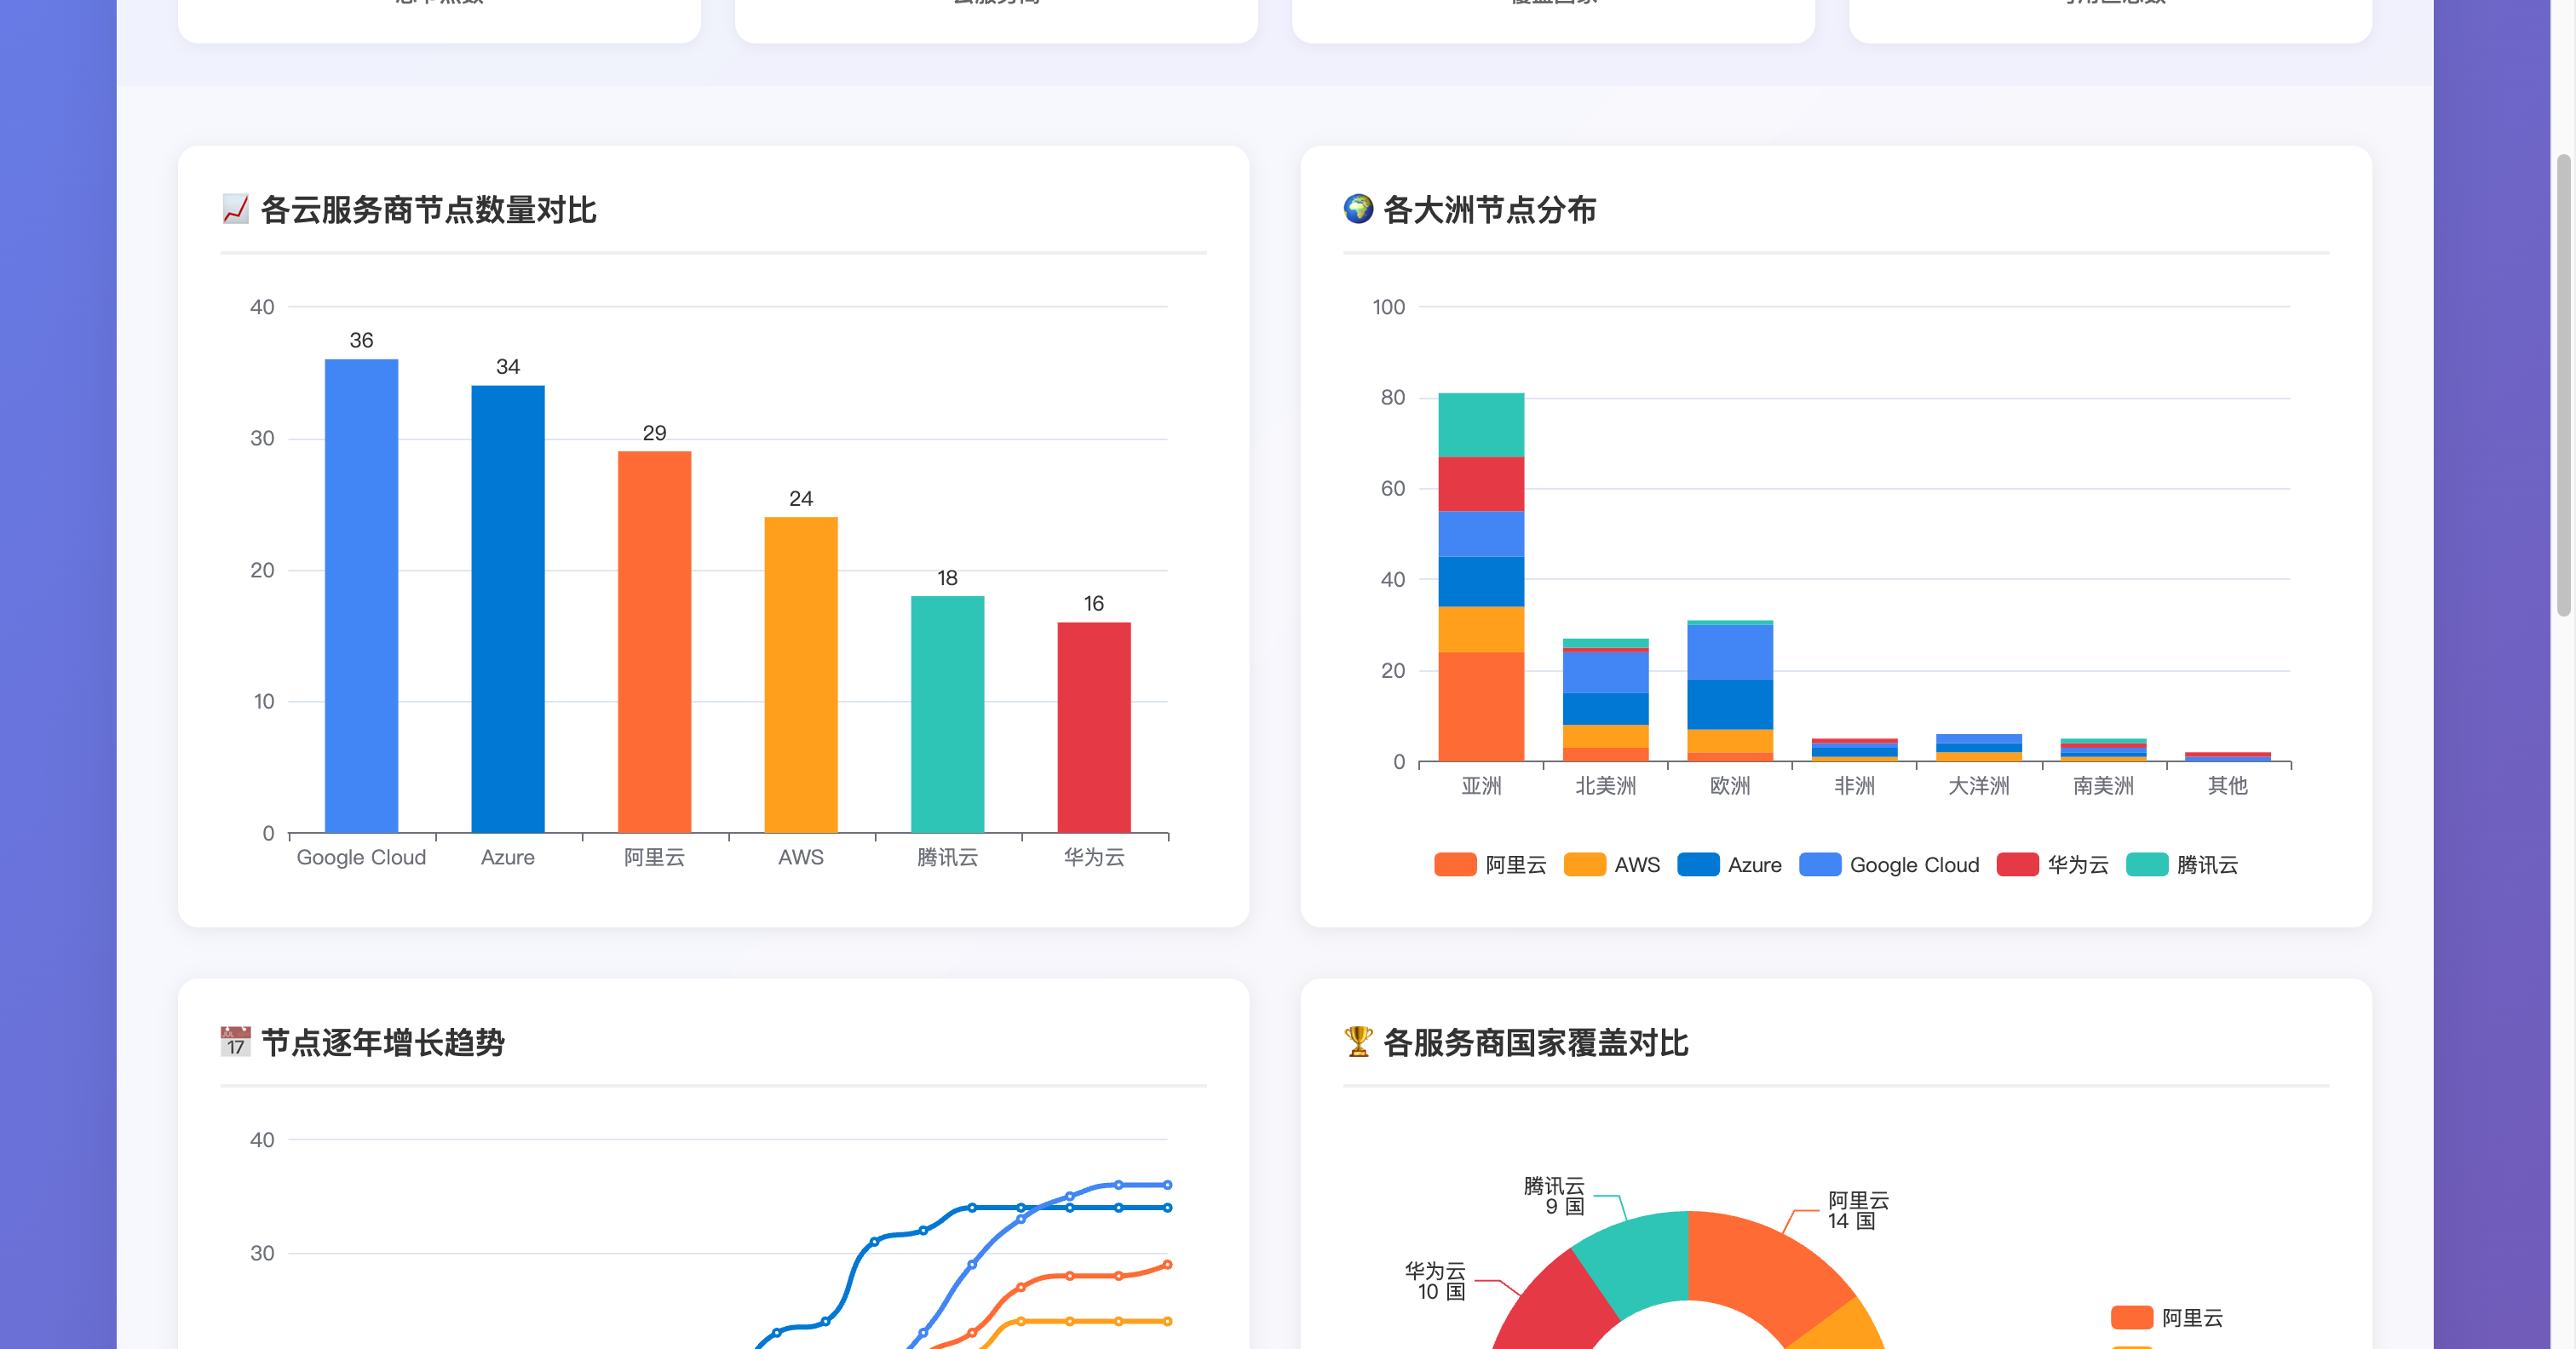 📈 各云服务商节点数量对比
40
30
20
10
0
36
34
29
24
18
16
Google Cloud
Azure
阿里云
AWS
腾讯云
华为云
🌍 各大洲节点分布
100
80
60
40
20
0
亚洲
北美洲
欧洲
非洲
大洋洲
南美洲
其他
阿里云
AWS
Azure
Google Cloud
华为云
腾讯云
📅 节点逐年增长趋势
40
30
🏆 各服务商国家覆盖对比
腾讯云
9 国
阿里云
14 国
华为云
10 国
阿里云